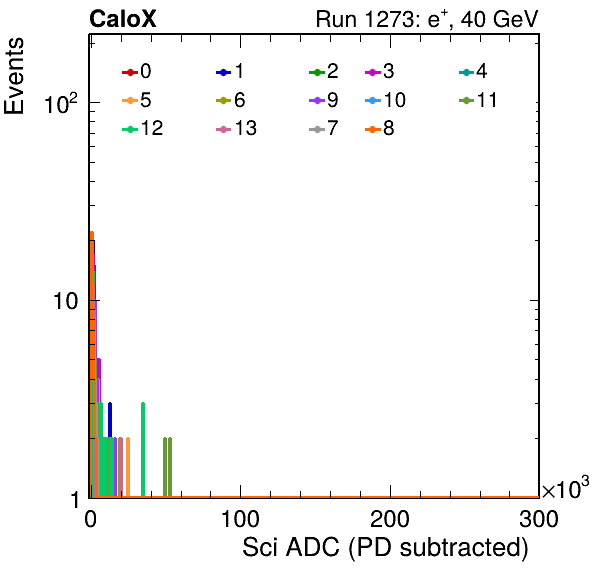 CaloX Run 1273: e⁺, 40 GeV
Events
0 1 2 3 4
5 6 9 10 11
12 13 7 8
10²
10
1
0 100 200 300
×10³
Sci ADC (PD subtracted)